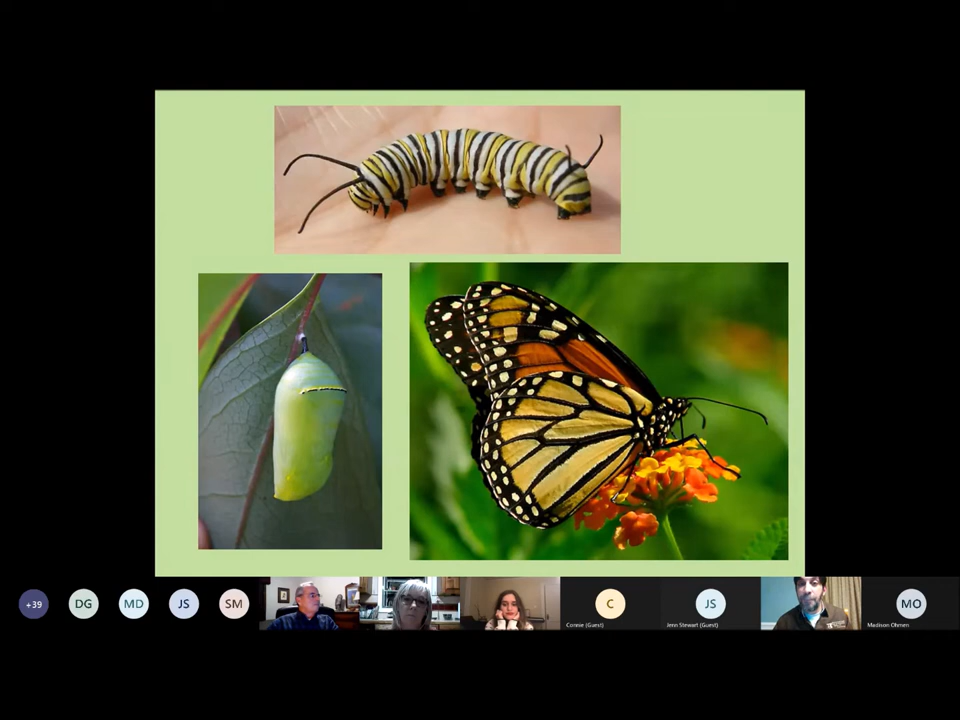 +39
DG
MD
JS
SM
C
Connie (Guest)
JS
Jenn Stewart (Guest)
MO
Madison Ohmen